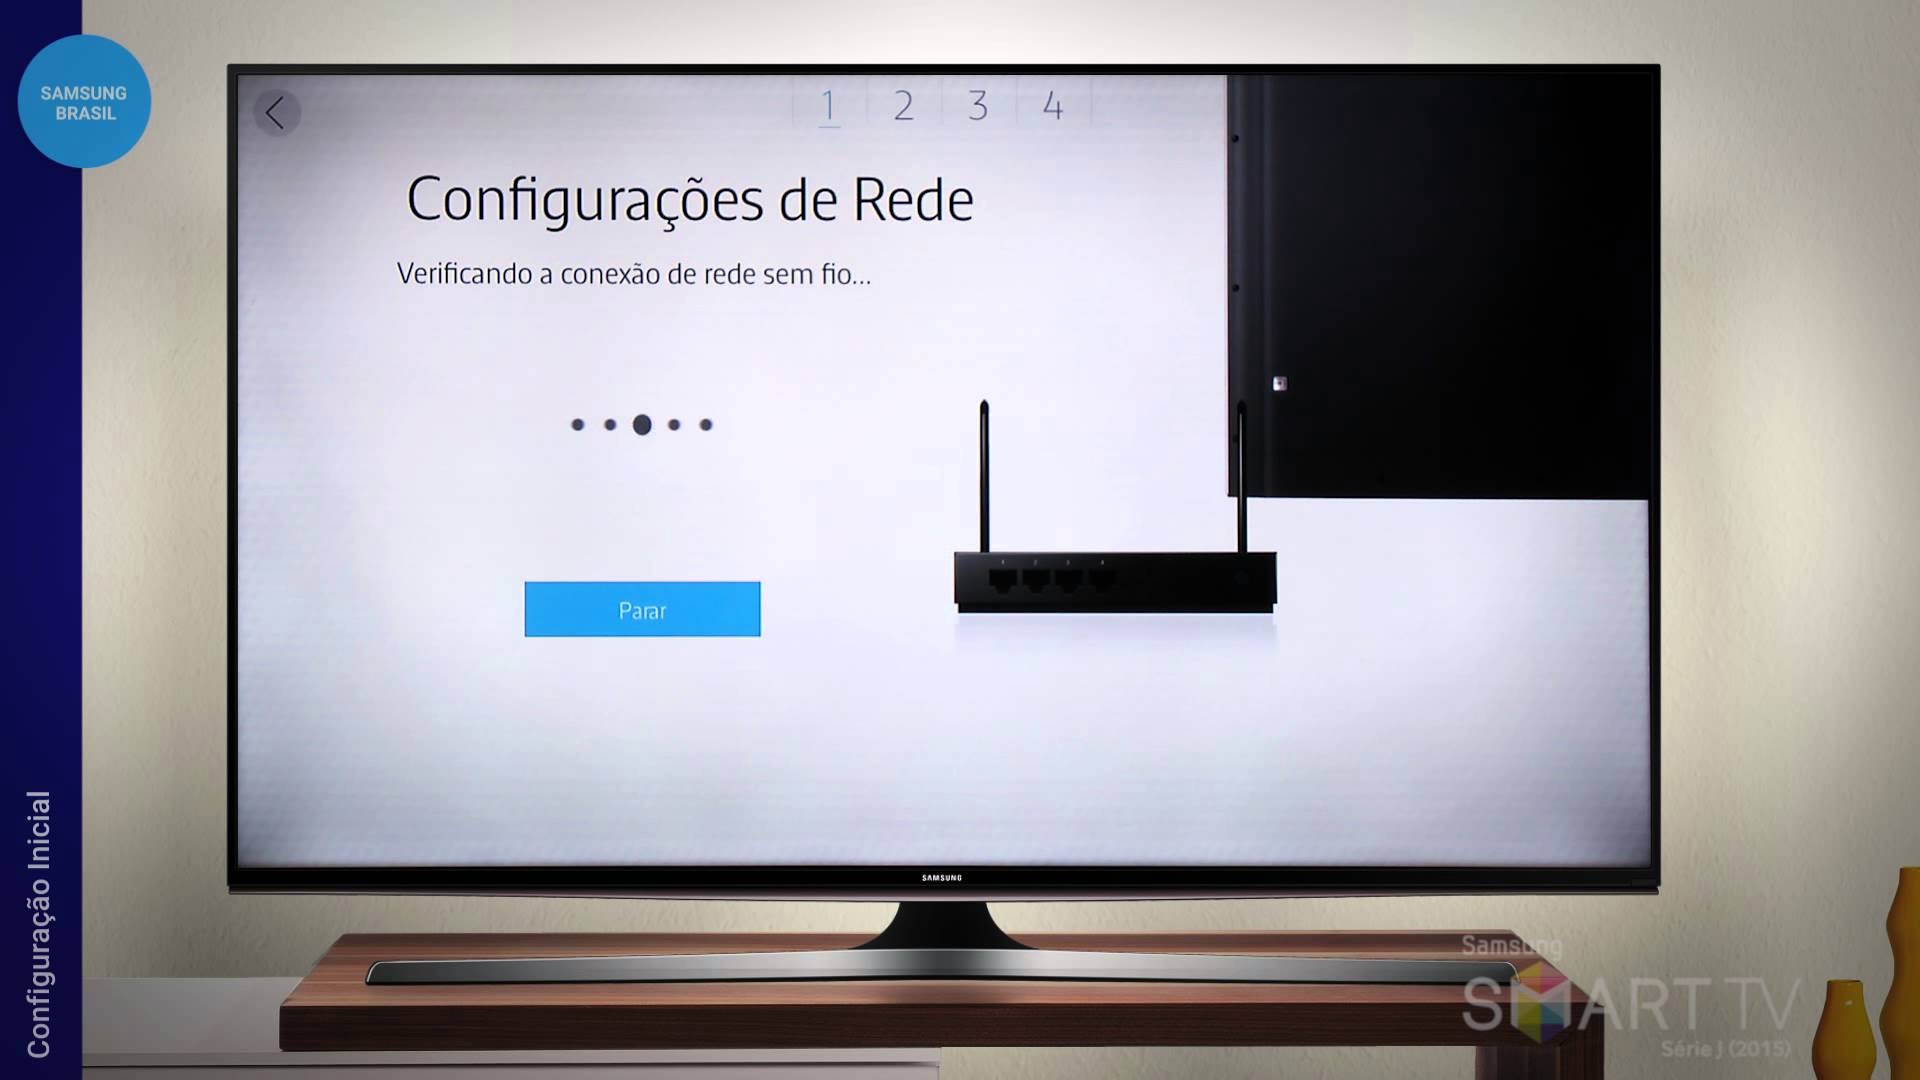 SAMSUNG
BRASIL
1 2 3 4
Configurações de Rede
Verificando a conexão de rede sem fio...
Parar
SAMSUNG
Configuração Inicial
Samsung
SMART TV
Série J (2015)